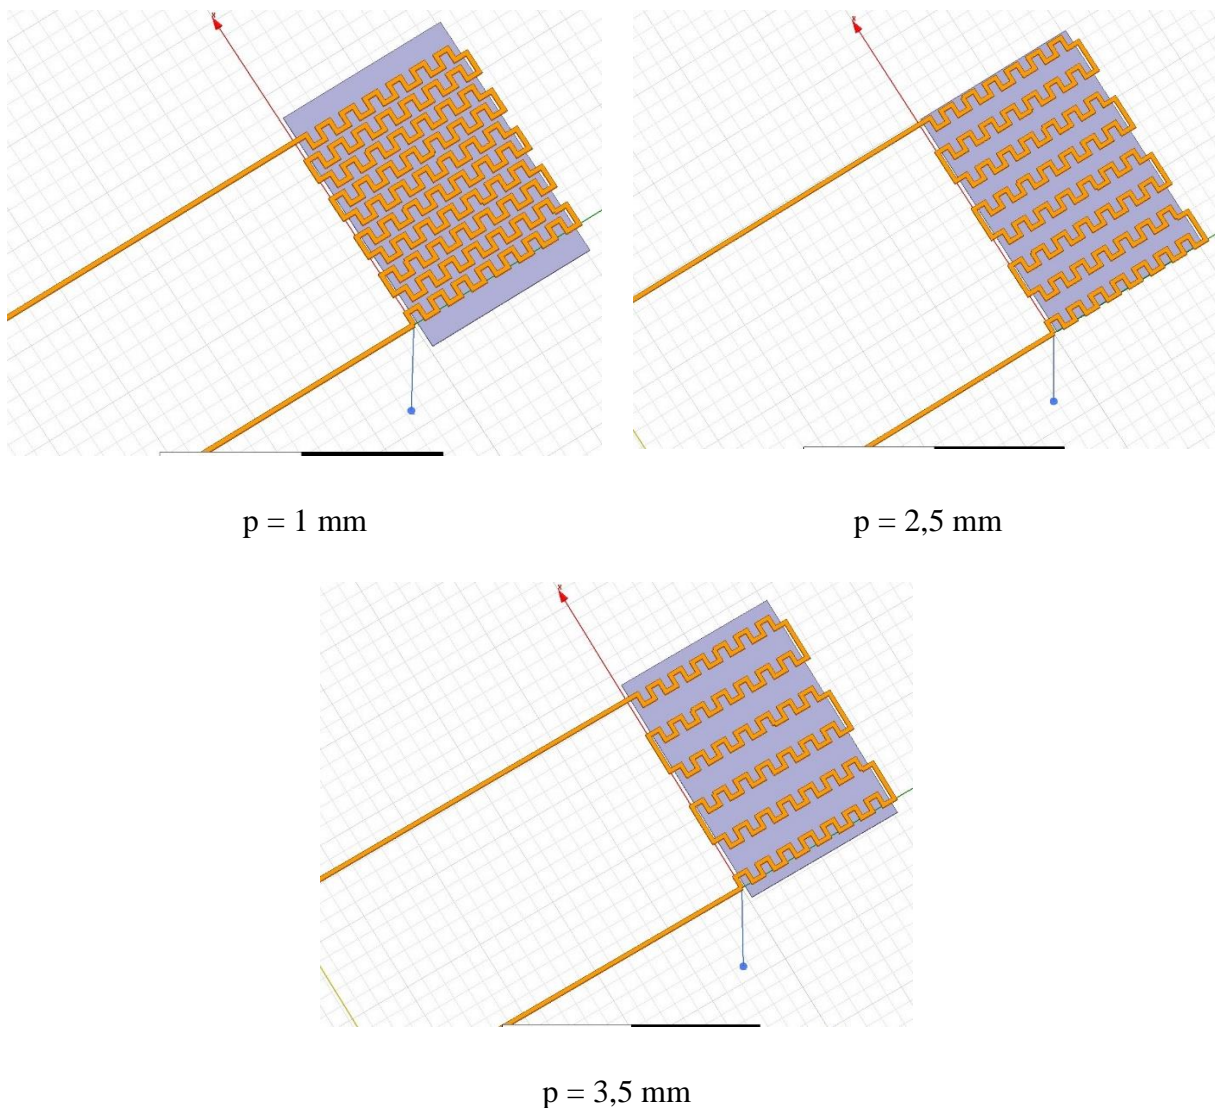 p = 1 mm
p = 2,5 mm
p = 3,5 mm